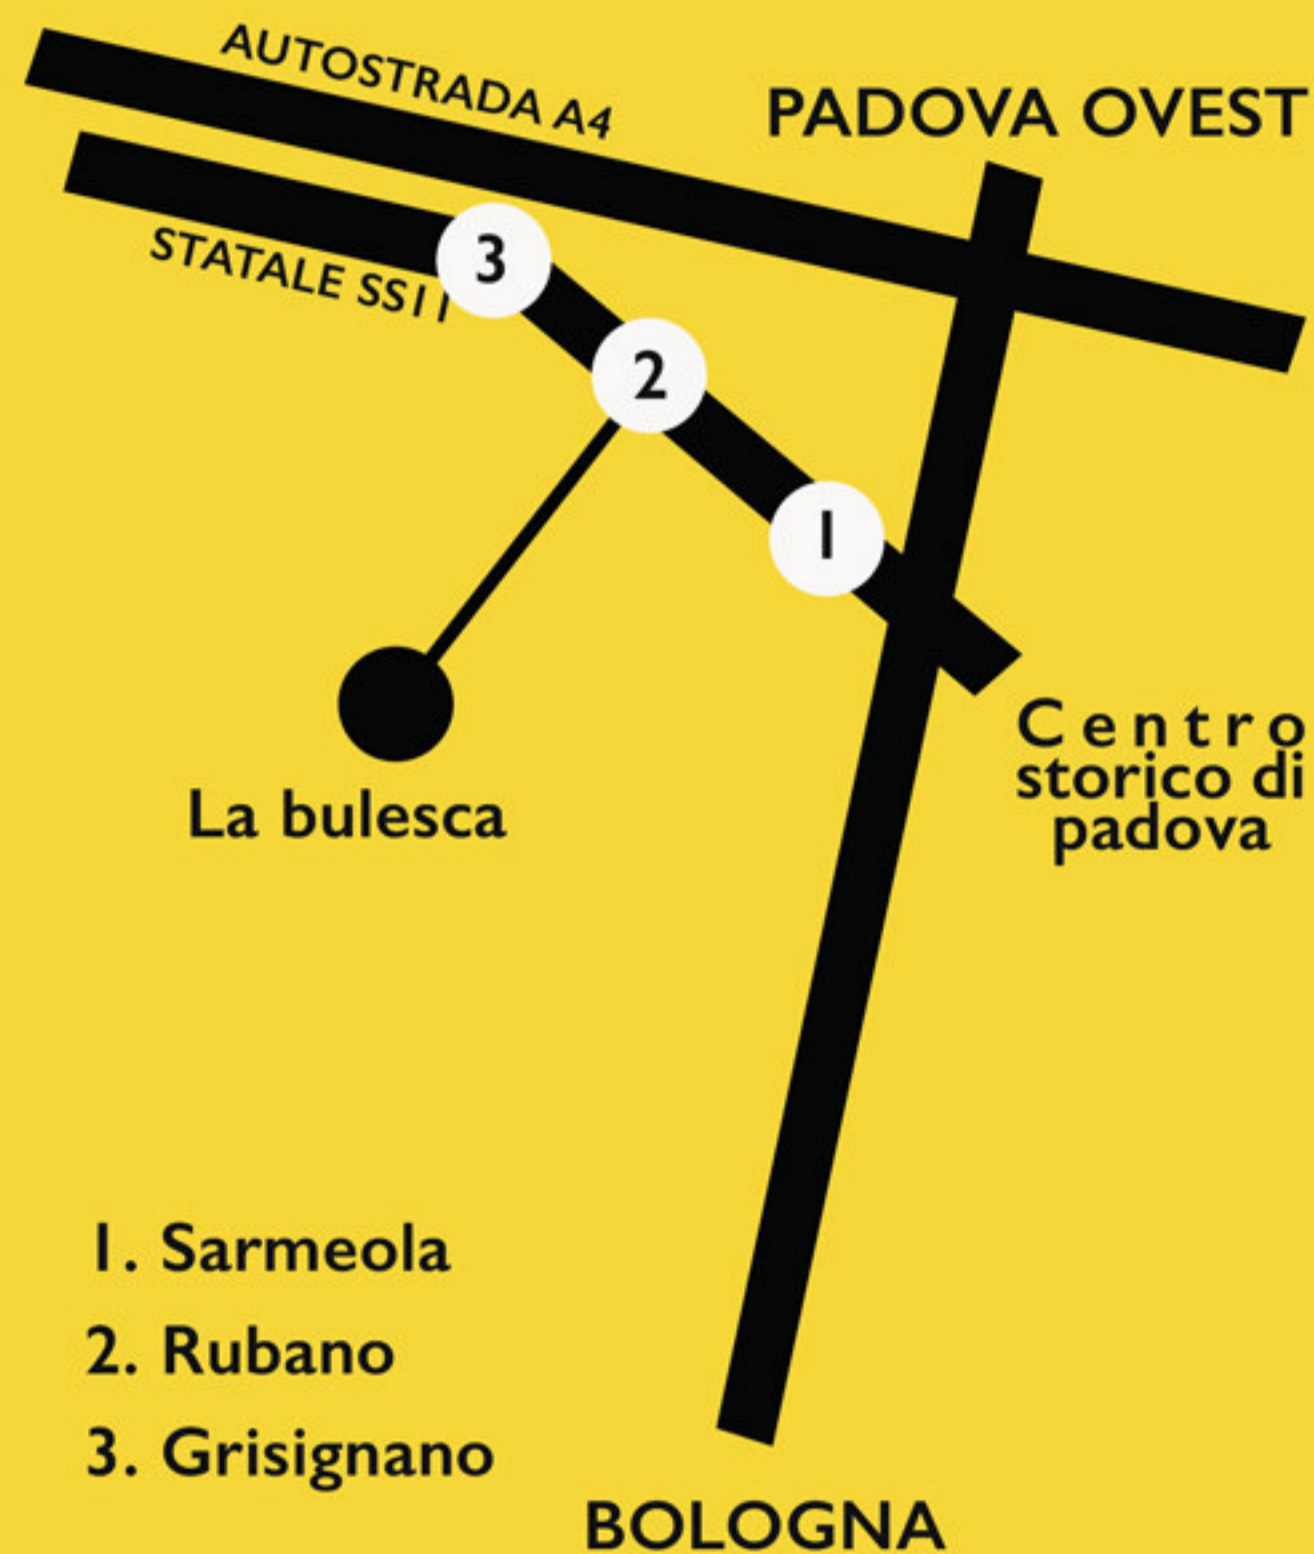 AUTOSTRADA A4
PADOVA OVEST
STATALE SS11
3
2
1
Centro
storico di
padova
La bulesca
1. Sarmeola
2. Rubano
3. Grisignano
BOLOGNA